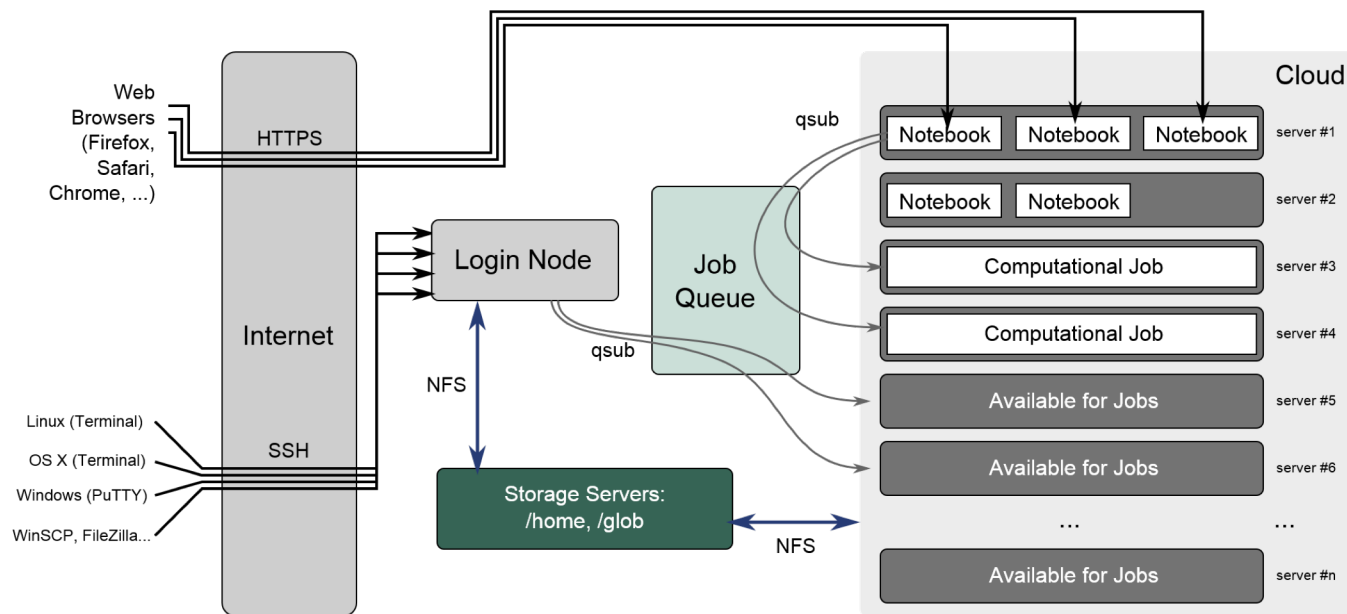 Web
Browsers
(Firefox,
Safari,
Chrome, ...)
HTTPS
Internet
SSH
Linux (Terminal)
OS X (Terminal)
Windows (PuTTY)
WinSCP, FileZilla...
Login Node
NFS
qsub
Storage Servers:
/home, /glob
NFS
Job
Queue
qsub
Cloud
Notebook Notebook Notebook server #1
Notebook Notebook server #2
Computational Job server #3
Computational Job server #4
Available for Jobs server #5
Available for Jobs server #6
... ...
Available for Jobs server #n